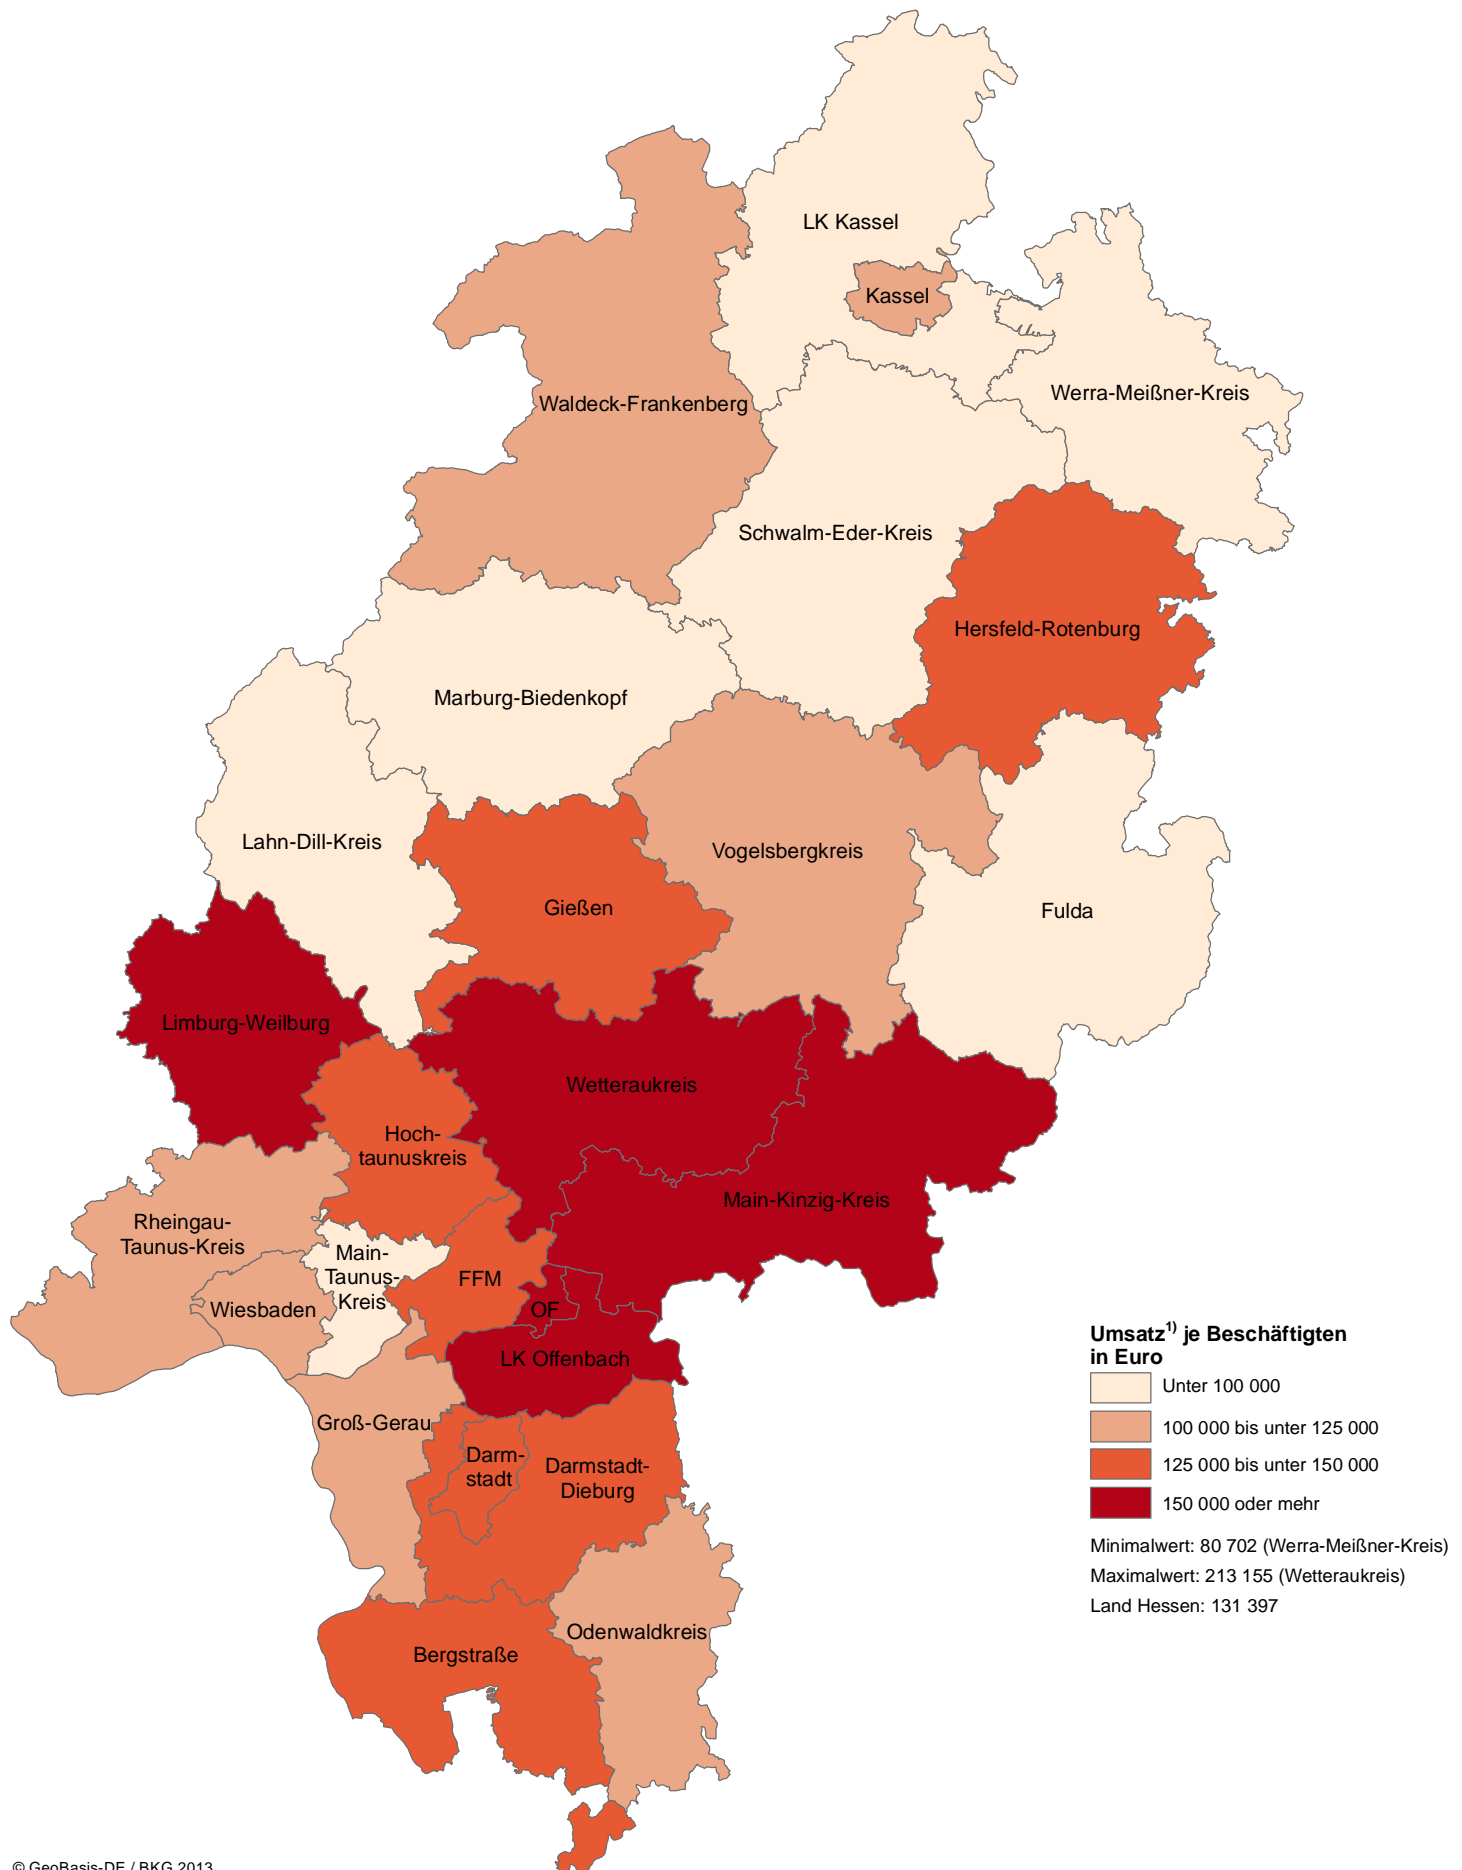 LK Kassel
Kassel
Werra-Meißner-Kreis
Waldeck-Frankenberg
Schwalm-Eder-Kreis
Hersfeld-Rotenburg
Marburg-Biedenkopf
Lahn-Dill-Kreis
Vogelsbergkreis
Gießen
Fulda
Limburg-Weilburg
Wetteraukreis
Hoch-
taunuskreis
Main-Kinzig-Kreis
Rheingau-
Taunus-Kreis
Main-
Taunus-
Kreis
FFM
Wiesbaden
OF
LK Offenbach
Groß-Gerau
Darm-
stadt
Darmstadt-
Dieburg
Odenwaldkreis
Bergstraße
Umsatz1) je Beschäftigten
in Euro
Unter 100 000
100 000 bis unter 125 000
125 000 bis unter 150 000
150 000 oder mehr
Minimalwert: 80 702 (Werra-Meißner-Kreis)
Maximalwert: 213 155 (Wetteraukreis)
Land Hessen: 131 397
© GeoBasis-DE / BKG 2013